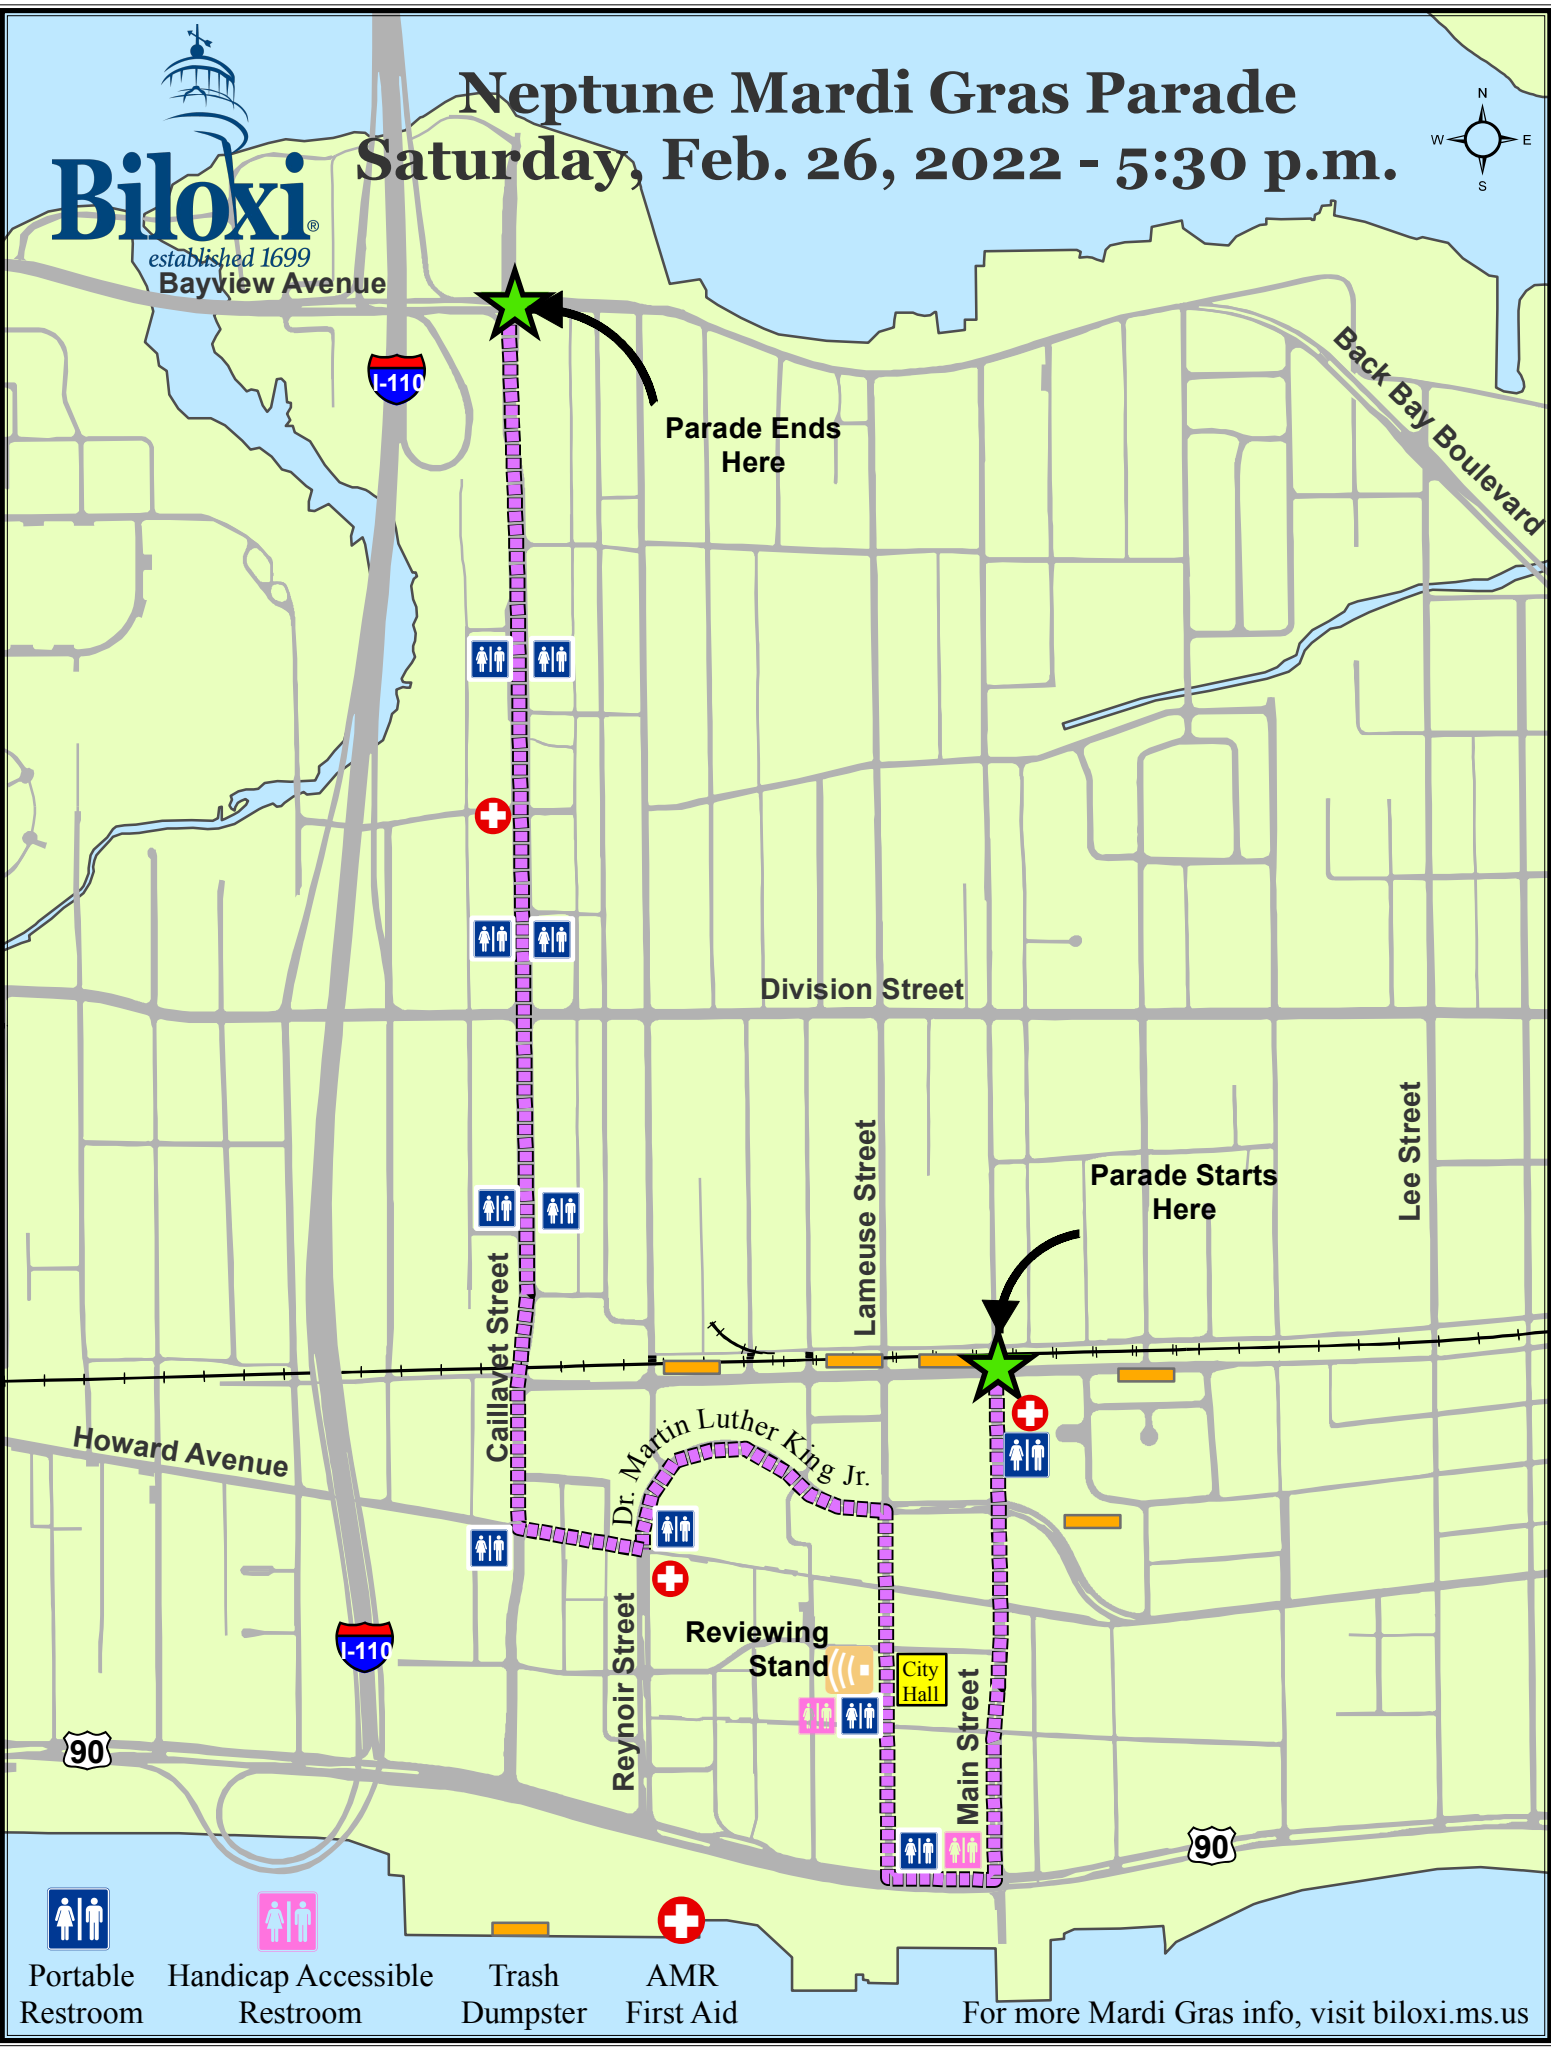 Neptune Mardi Gras Parade
Saturday, Feb. 26, 2022 - 5:30 p.m.
N
W E
S
Biloxi®
established 1699
Bayview Avenue
I-110
Back Bay Boulevard
Parade Ends
Here
Division Street
Lameuse Street
Lee Street
Parade Starts
Here
Caillavet Street
Howard Avenue
Dr. Martin Luther King Jr.
I-110
Reynoir Street
Reviewing
Stand
City
Hall
Main Street
90
90
Portable
Restroom
Handicap Accessible
Restroom
Trash
Dumpster
AMR
First Aid
For more Mardi Gras info, visit biloxi.ms.us